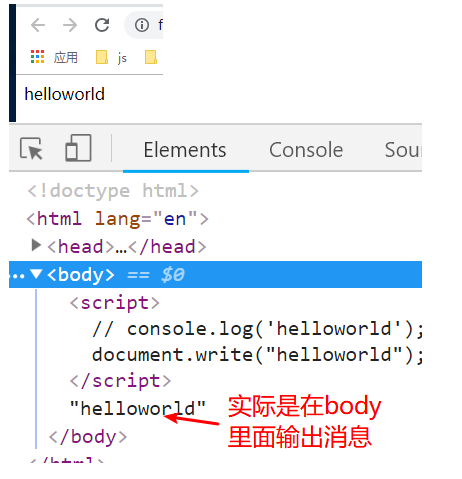 f
应用 js
helloworld
Elements Console Sou
<!doctype html>
<html lang="en">
<head>…</head>
<body> == $0
<script>
// console.log('helloworld');
document.write("helloworld");
</script>
"helloworld"
实际是在body
里面输出消息
</body>
</html>